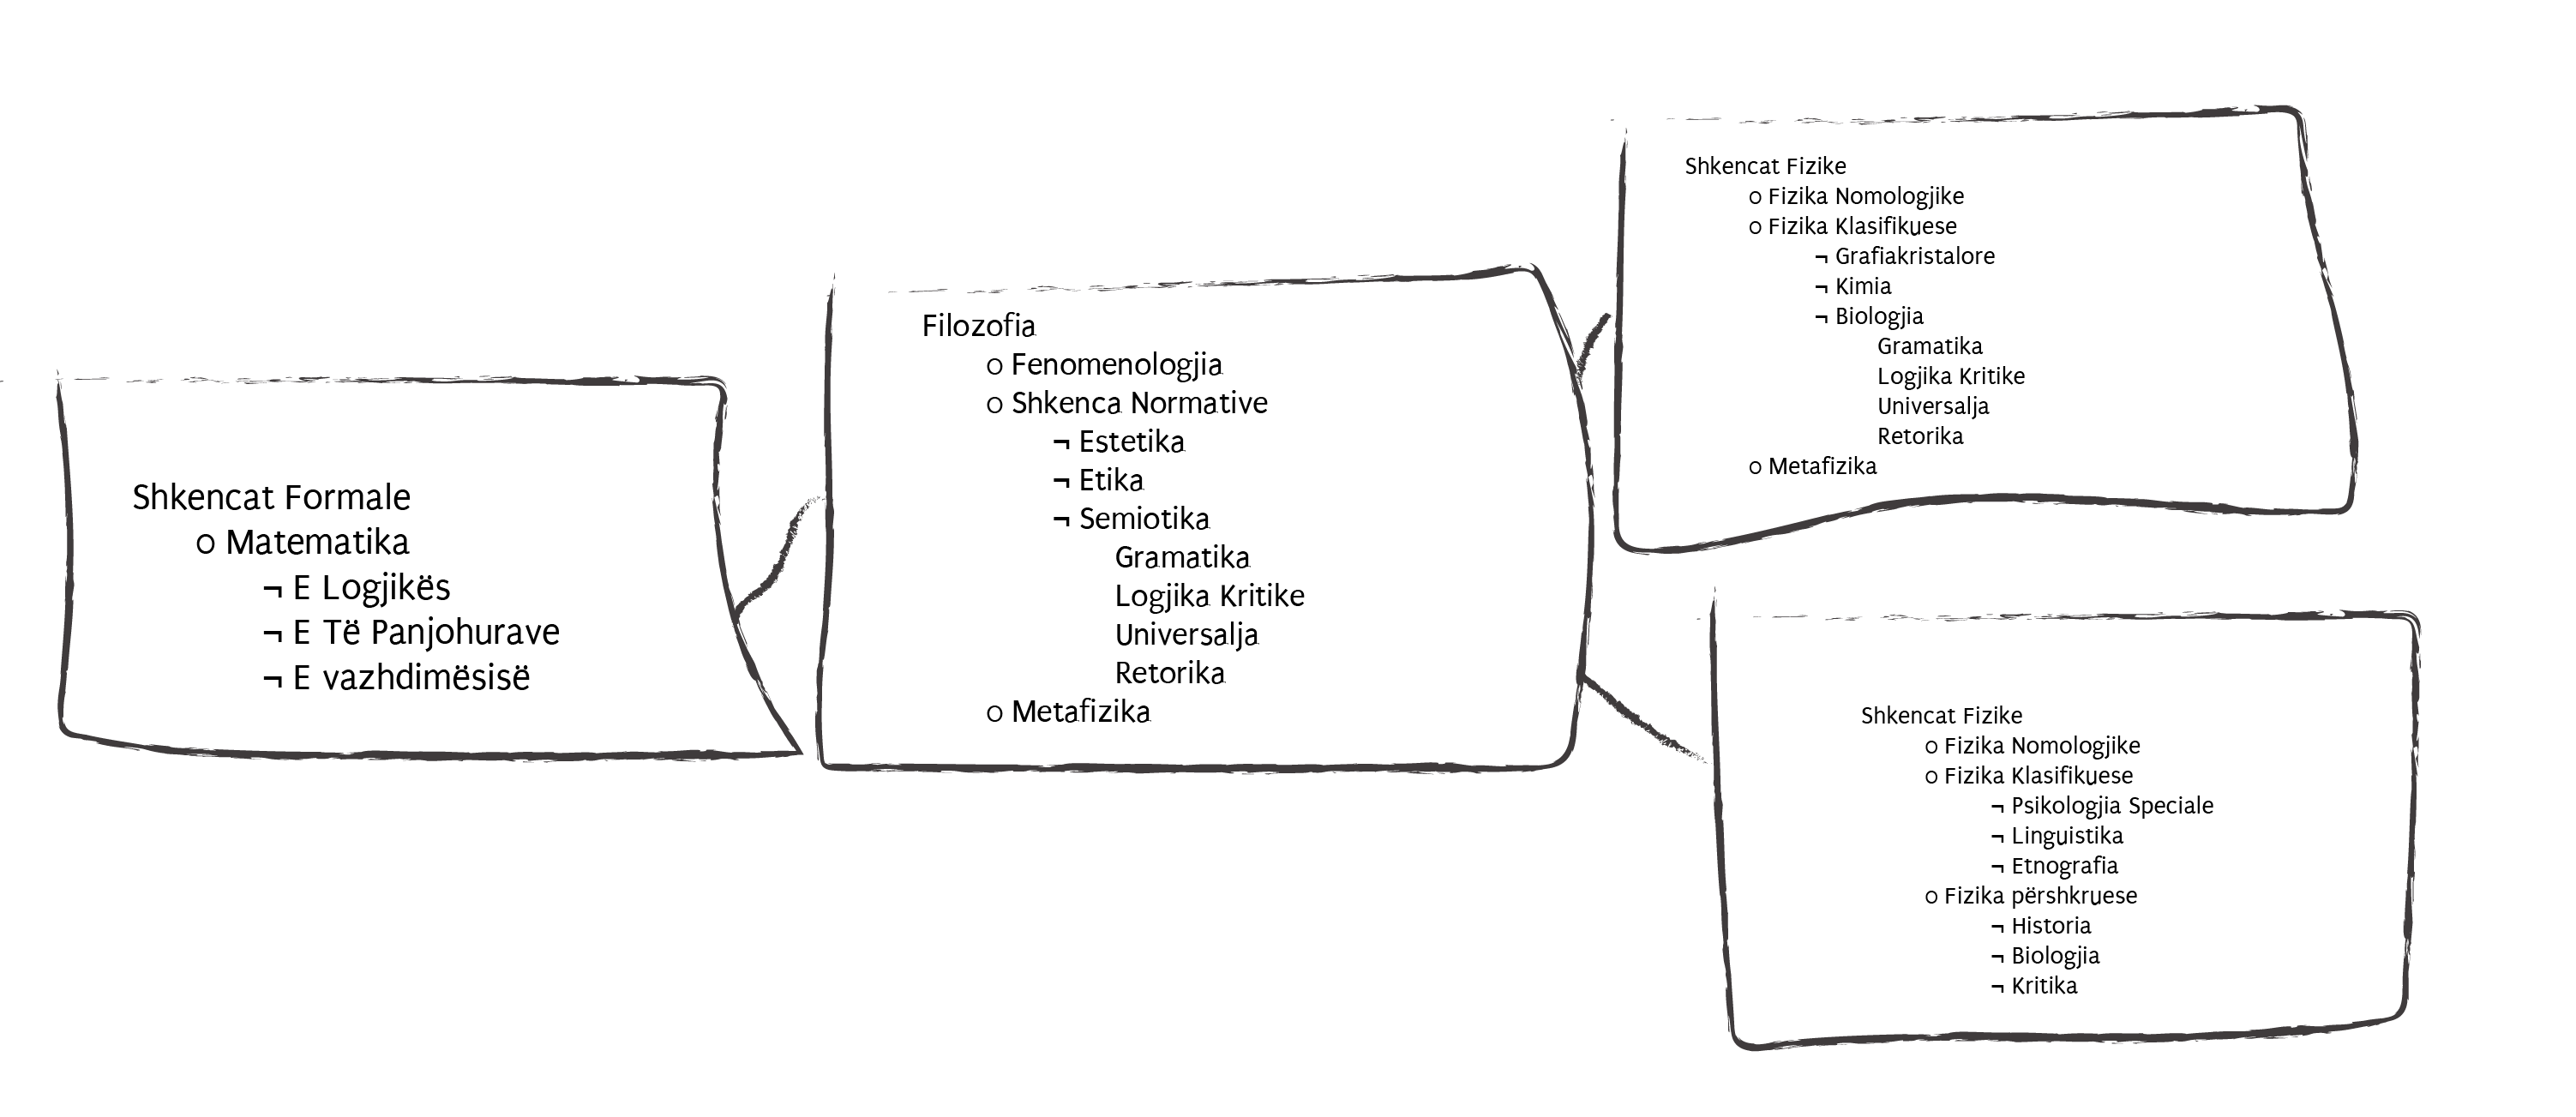 Shkencat Formale
o Matematika
¬ E Logjikës
¬ E Të Panjohurave
¬ E vazhdimësisë
Filozofia
o Fenomenologjia
o Shkenca Normative
¬ Estetika
¬ Etika
¬ Semiotika
Gramatika
Logjika Kritike
Universalja
Retorika
o Metafizika
Shkencat Fizike
o Fizika Nomologjike
o Fizika Klasifikuese
¬ Grafiakristalore
¬ Kimia
¬ Biologjia
Gramatika
Logjika Kritike
Universalja
Retorika
o Metafizika
Shkencat Fizike
o Fizika Nomologjike
o Fizika Klasifikuese
¬ Psikologjia Speciale
¬ Linguistika
¬ Etnografia
o Fizika përshkruese
¬ Historia
¬ Biologjia
¬ Kritika